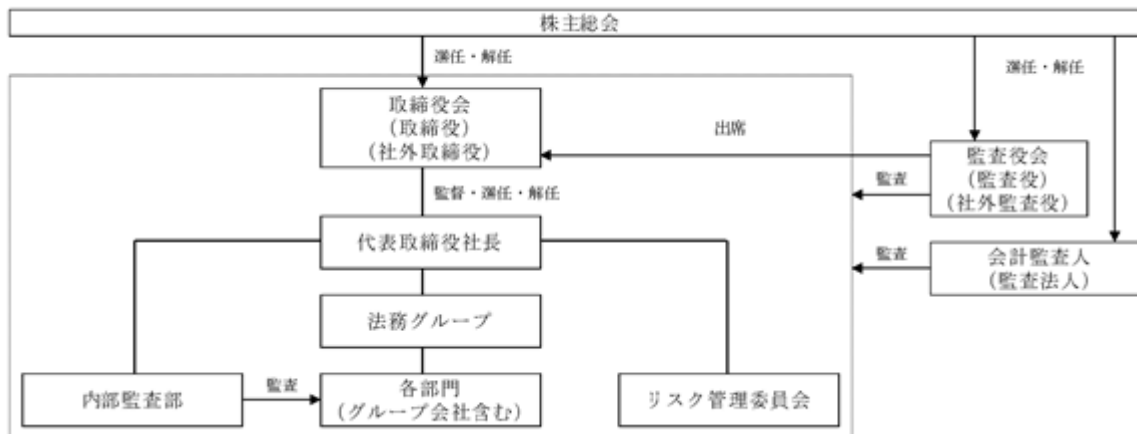 株主総会
選任・解任
選任・解任
取締役会
(取締役)
(社外取締役)
出席
監査役会
(監査役)
(社外監査役)
監査
監督・選任・解任
代表取締役社長
監査
会計監査人
(監査法人)
法務グループ
内部監査部
監査
各部門
(グループ会社含む)
リスク管理委員会